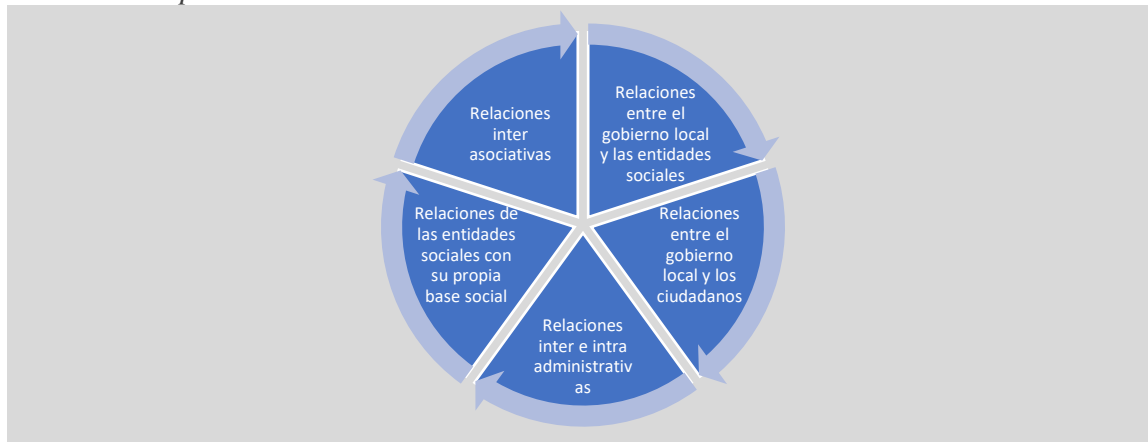 Relaciones
entre el
gobierno local
y las entidades
sociales
Relaciones
entre el
gobierno
local y los
ciudadanos
Relaciones
inter e intra
administrativ
as
Relaciones de
las entidades
sociales con
su propia
base social
Relaciones
inter
asociativas